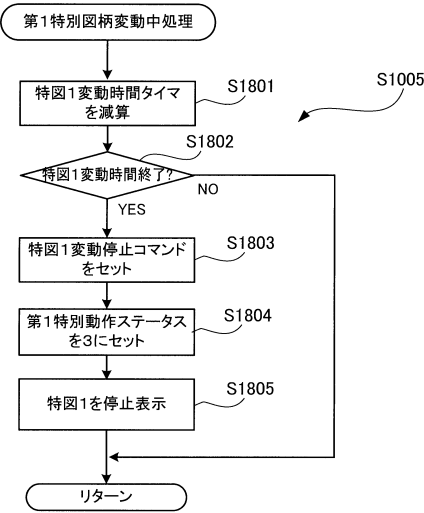 第1特別図柄変動中処理
S1005
S1801
特図1変動時間タイマ
を減算
S1802
特図1変動時間終了?
NO
YES
S1803
特図1変動停止コマンド
をセット
S1804
第1特別動作ステータス
を3にセット
S1805
特図1を停止表示
リターン